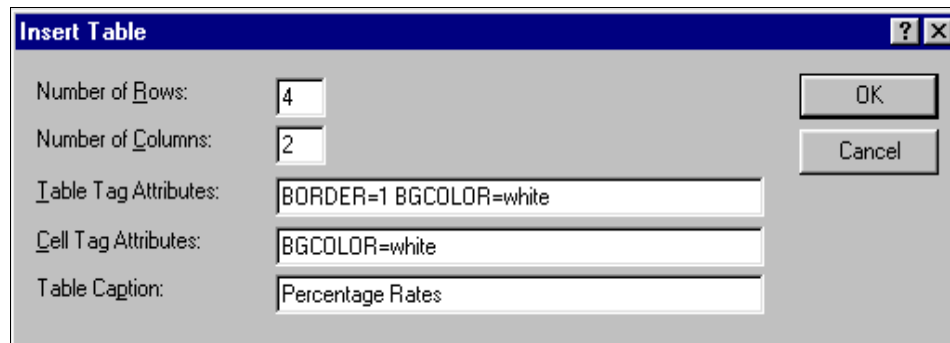 Insert Table
Number of Rows: 4
OK
Number of Columns: 2
Cancel
Table Tag Attributes: BORDER=1 BGCOLOR=white
Cell Tag Attributes: BGCOLOR=white
Table Caption: Percentage Rates